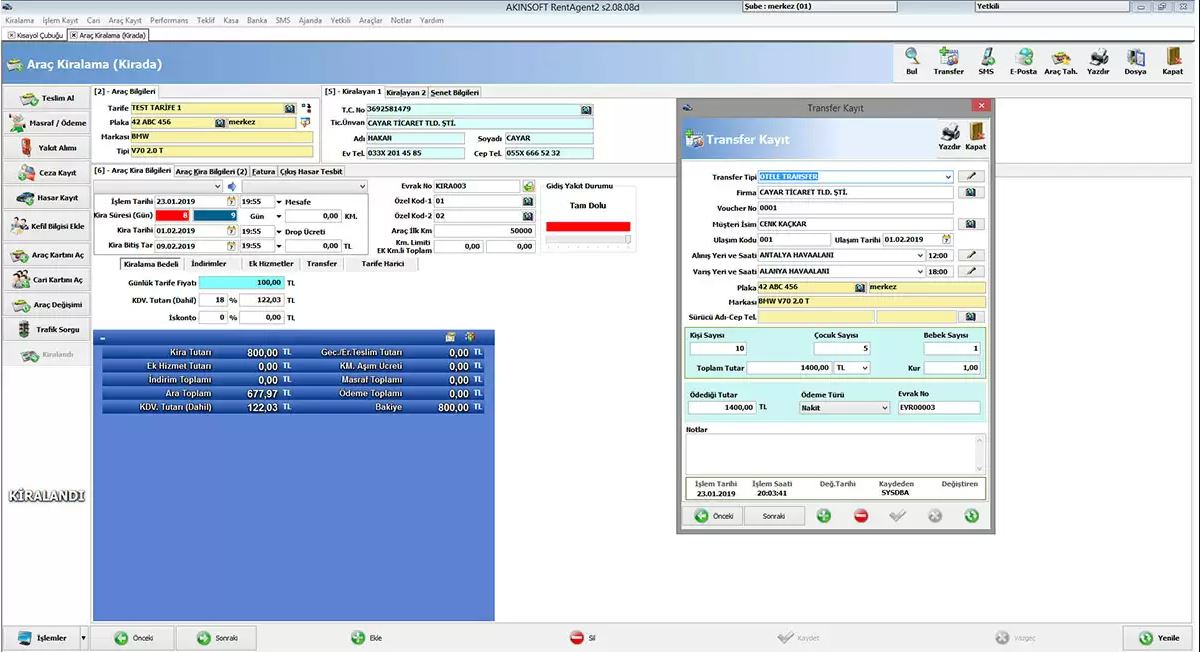 AKINSOFT RentAgent2 s2.08.08d
Şube : merkez (01)
Yetkili
Kiralama İşlem Kayıt Cari Araç Kayıt Performans Teklif Kasa Banka SMS Ajanda Yetkili Araçlar Notlar Yardım
Kısayol Çubuğu Araç Kiralama (Kirada)
Araç Kiralama (Kirada)
Bul Transfer SMS E-Posta Araç Tah. Yazdır Dosya Kapat
Teslim Al
Masraf / Ödeme
Yakıt Alımı
Ceza Kayıt
Hasar Kayıt
Kefil Bilgisi Ekle
Araç Kartını Aç
Cari Kartını Aç
Araç Değişimi
Trafik Sorgu
Kiralandı
KİRALANDI
[2] - Araç Bilgileri
Tarife TEST TARİFE 1
Plaka 42 ABC 456 merkez
Markası BMW
Tipi V70 2.0 T
[5] - Kiralayan 1 Kiralayan 2 Senet Bilgileri
T.C. No 3692581479
Tic.Ünvan CAYAR TİCARET TLD. ŞTİ.
Adı HAKAN Soyadı CAYAR
Ev Tel. 033X 201 45 85 Cep Tel. 055X 666 52 32
[6] - Araç Kira Bilgileri Araç Kira Bilgileri (2) Fatura Çıkış Hasar Tesbit
İşlem Tarihi 23.01.2019 19:55 Mesafe
Kira Süresi (Gün) 8 9 Gün 0,00 KM.
Kira Tarihi 01.02.2019 19:55 Drop Ücreti
Kira Bitiş Tar 09.02.2019 19:55 0,00 TL
Evrak No KIRA003
Özel Kod-1 01
Özel Kod-2 02
Araç İlk Km 50000
Km. Limiti
EK Km.li Toplam 0,00 0,00
Gidiş Yakıt Durumu
Tam Dolu
Kiralama Bedeli İndirimler Ek Hizmetler Transfer Tarife Harici
Günlük Tarife Fiyatı 100,00 TL
KDV. Tutarı (Dahil) 18 % 122,03 TL
İskonto 0 % 0,00 TL
Kira Tutarı 800,00 TL Gec./Er.Teslim Tutarı 0,00 TL
Ek Hizmet Tutarı 0,00 TL KM. Aşım Ücreti 0,00 TL
İndirim Toplamı 0,00 TL Masraf Toplamı 0,00 TL
Ara Toplam 677,97 TL Ödeme Toplamı 0,00 TL
KDV. Tutarı (Dahil) 122,03 TL Bakiye 800,00 TL
Transfer Kayıt
Transfer Kayıt
Yazdır Kapat
Transfer Tipi OTELE TRANSFER
Firma CAYAR TİCARET TLD. ŞTİ.
Voucher No 0001
Müşteri İsim CENK KAÇKAR
Ulaşım Kodu 001 Ulaşım Tarihi 01.02.2019
Alınış Yeri ve Saati ANTALYA HAVAALANI 12:00
Varış Yeri ve Saati ALANYA HAVAALANI 18:00
Plaka 42 ABC 456 merkez
Markası BMW V70 2.0 T
Sürücü Adı-Cep Tel.
Kişi Sayısı Çocuk Sayısı Bebek Sayısı
10 5 1
Toplam Tutar 1400,00 TL Kur 1,00
Ödediği Tutar Ödeme Türü Evrak No
1400,00 TL Nakit EVR00003
Notlar
İşlem Tarihi İşlem Saati Değ.Tarihi Kaydeden Değiştiren
23.01.2019 20:03:41 SYSDBA
Önceki Sonraki
İşlemler Önceki Sonraki Ekle Sil Kaydet Vazgeç Yenile